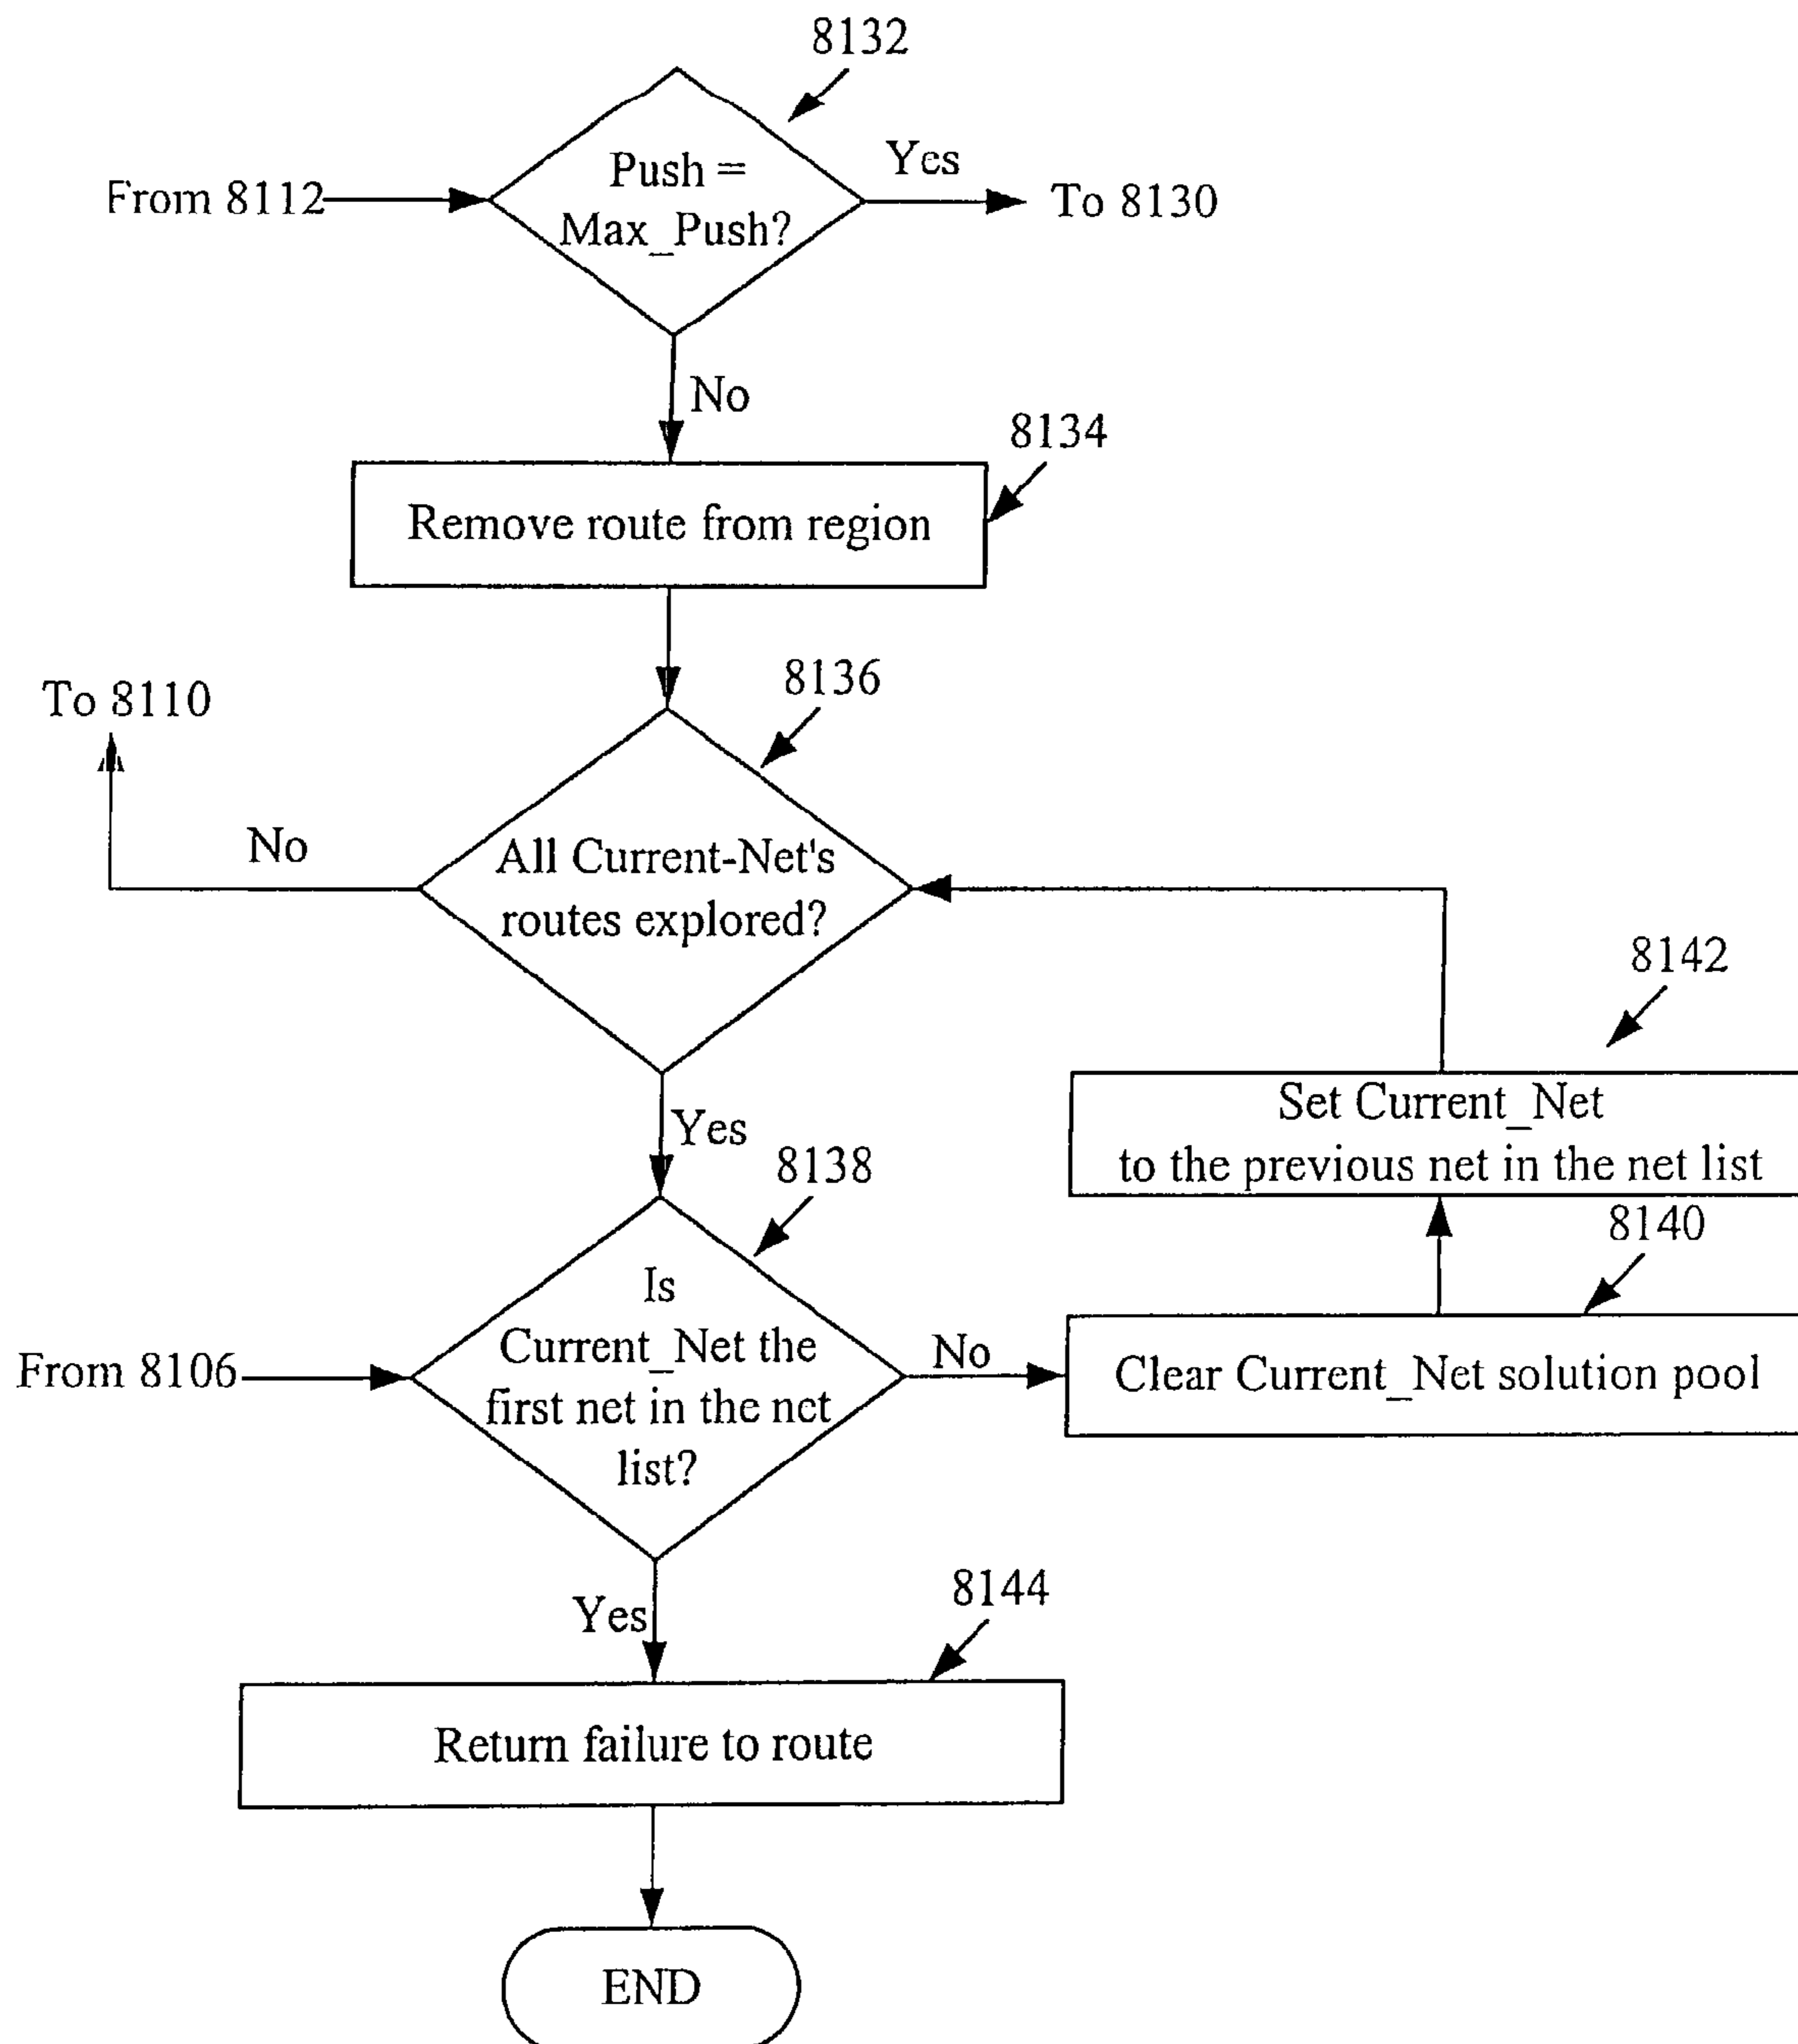 8132
Push =
Max_Push?
Yes
From 8112
To 8130
No
8134
Remove route from region
8136
To 8110
No
All Current-Net's
routes explored?
8142
Set Current_Net
to the previous net in the net list
Yes
8138
8140
Is
Current_Net the
first net in the net
list?
From 8106
No
Clear Current_Net solution pool
Yes
8144
Return failure to route
END